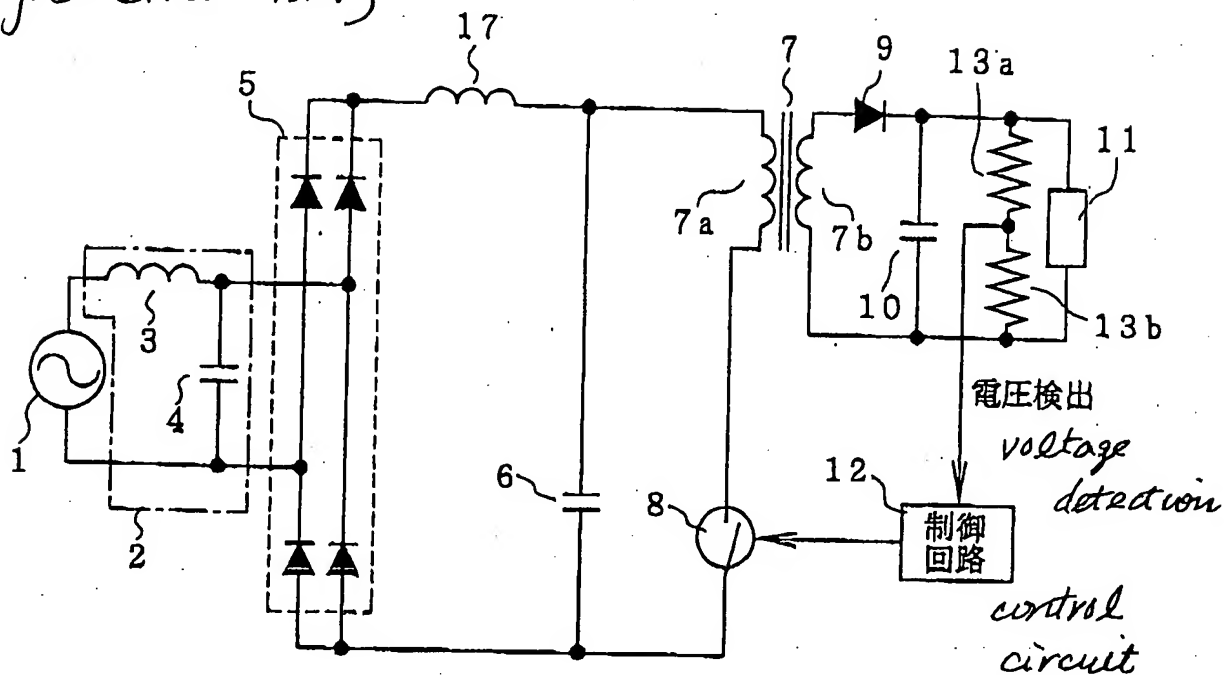 17
7
9
13a
5
11
7a
7b
10
13b
3
4
1
電圧検出
voltage
detection
6
12
8
2
制御
回路
control
circuit